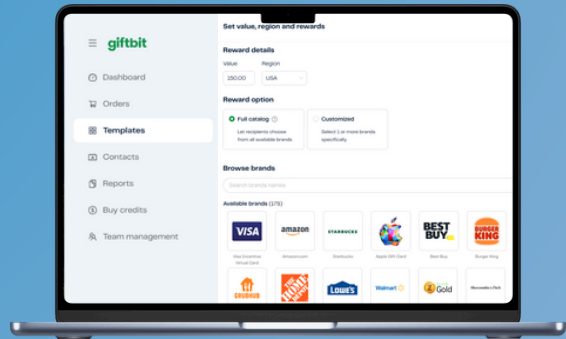 giftbit
Dashboard
Orders
Templates
Contacts
Reports
Buy credits
Team management
Set value, region and rewards
Reward details
Value Region
150.00 USA
Reward option
Full catalog
Let recipients choose
from all available brands
Customized
Select 1 or more brands
specifically
Browse brands
Search brands names
Available brands (175)
VISA
amazon
STARBUCKS
BEST
BUY
BURGER
KING
Visa Incentive
Virtual Card
Amazon.com
Starbucks
Apple Gift Card
Best Buy
Burger King
GRUBHUB
THE
HOME
DEPOT
LOWE'S
Walmart
Gold
Abercrombie & Fitch